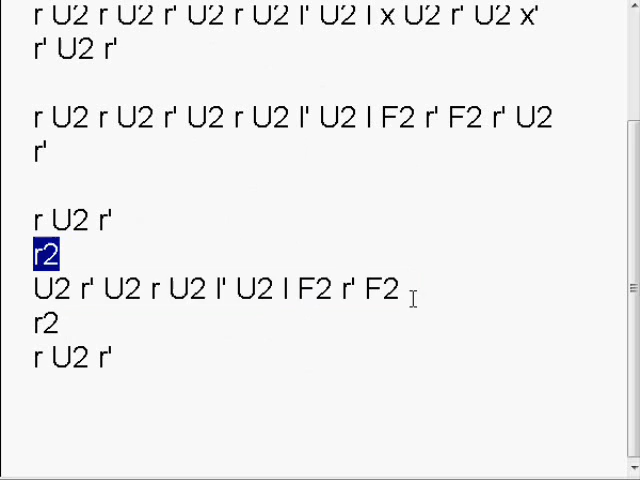 r U2 r U2 r' U2 r U2 l' U2 l x U2 r' U2 x'
r' U2 r'
r U2 r U2 r' U2 r U2 l' U2 l F2 r' F2 r' U2
r'
r U2 r'
r2
U2 r' U2 r U2 l' U2 l F2 r' F2
r2
r U2 r'